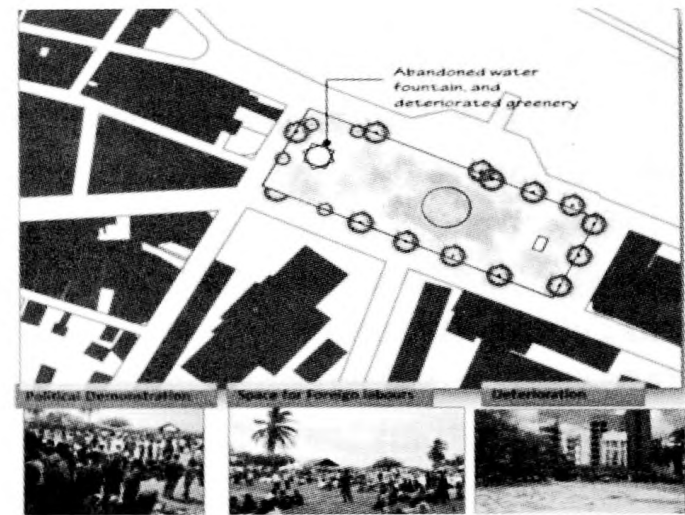 Abandoned water
fountain, and
deteriorated greenery
Political Demonstration
Space for Foreign labours
Deterioration